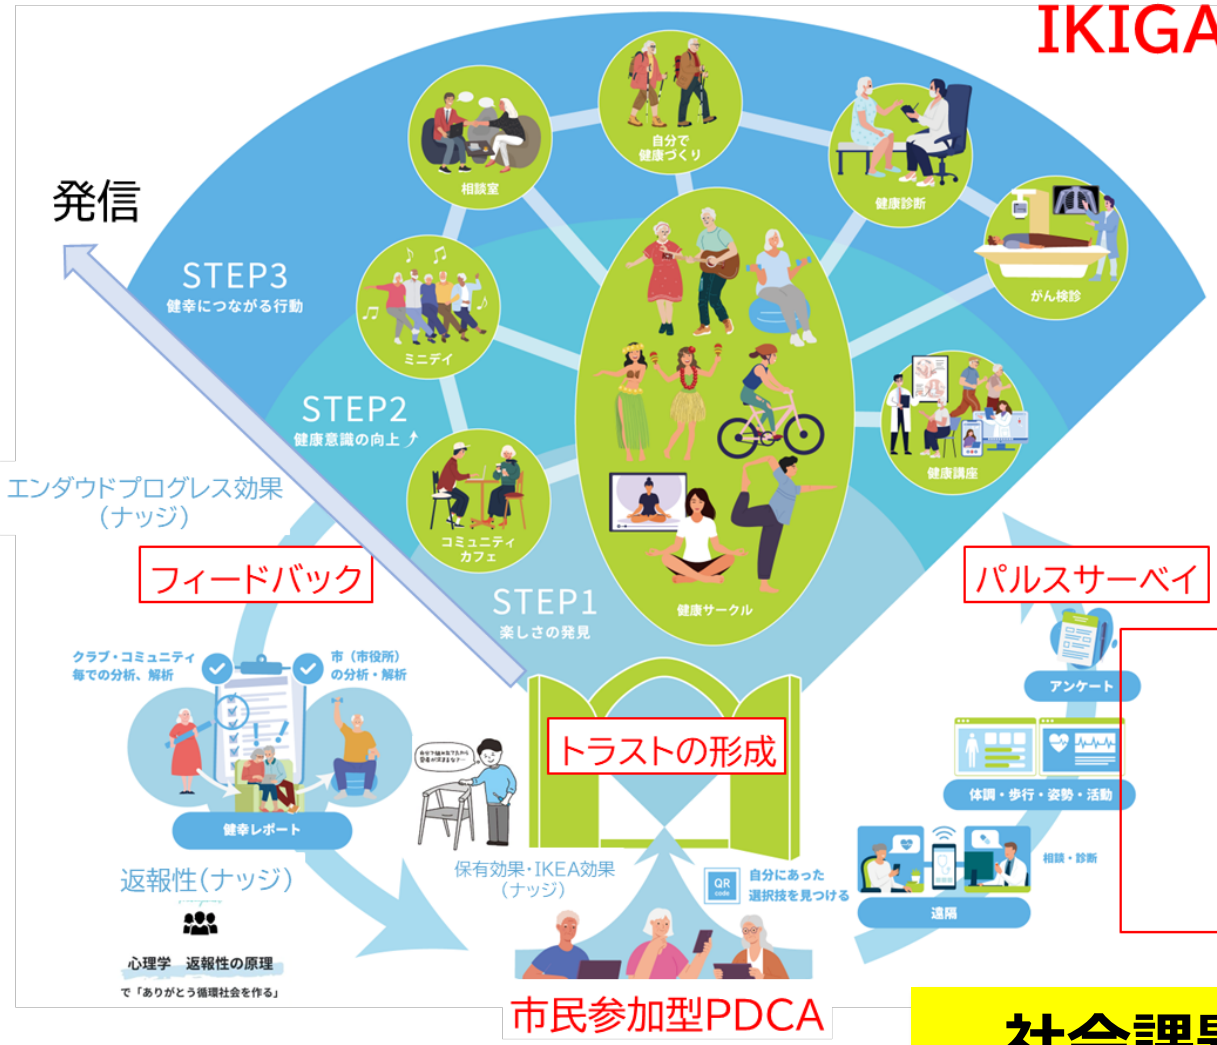 IKIGA
発信
自分で
健康づくり
相談室
健康診断
がん検診
STEP3
健幸につながる行動
ミニデイ
STEP2
健康意識の向上
健康講座
コミュニティ
カフェ
エンダウドプログレス効果
(ナッジ)
フィードバック
パルスサーベイ
STEP1
楽しさの発見
健康サークル
クラブ・コミュニティ
毎での分析、解析
市（市役所）
の分析・解析
アンケート
トラストの形成
体調・歩行・姿勢・活動
健幸レポート
相談・診断
保有効果・IKEA効果
(ナッジ)
QR
code
自分にあった
選択技を見つける
遠隔
返報性(ナッジ)
心理学　返報性の原理
で「ありがとう循環社会を作る」
市民参加型PDCA
社会課題